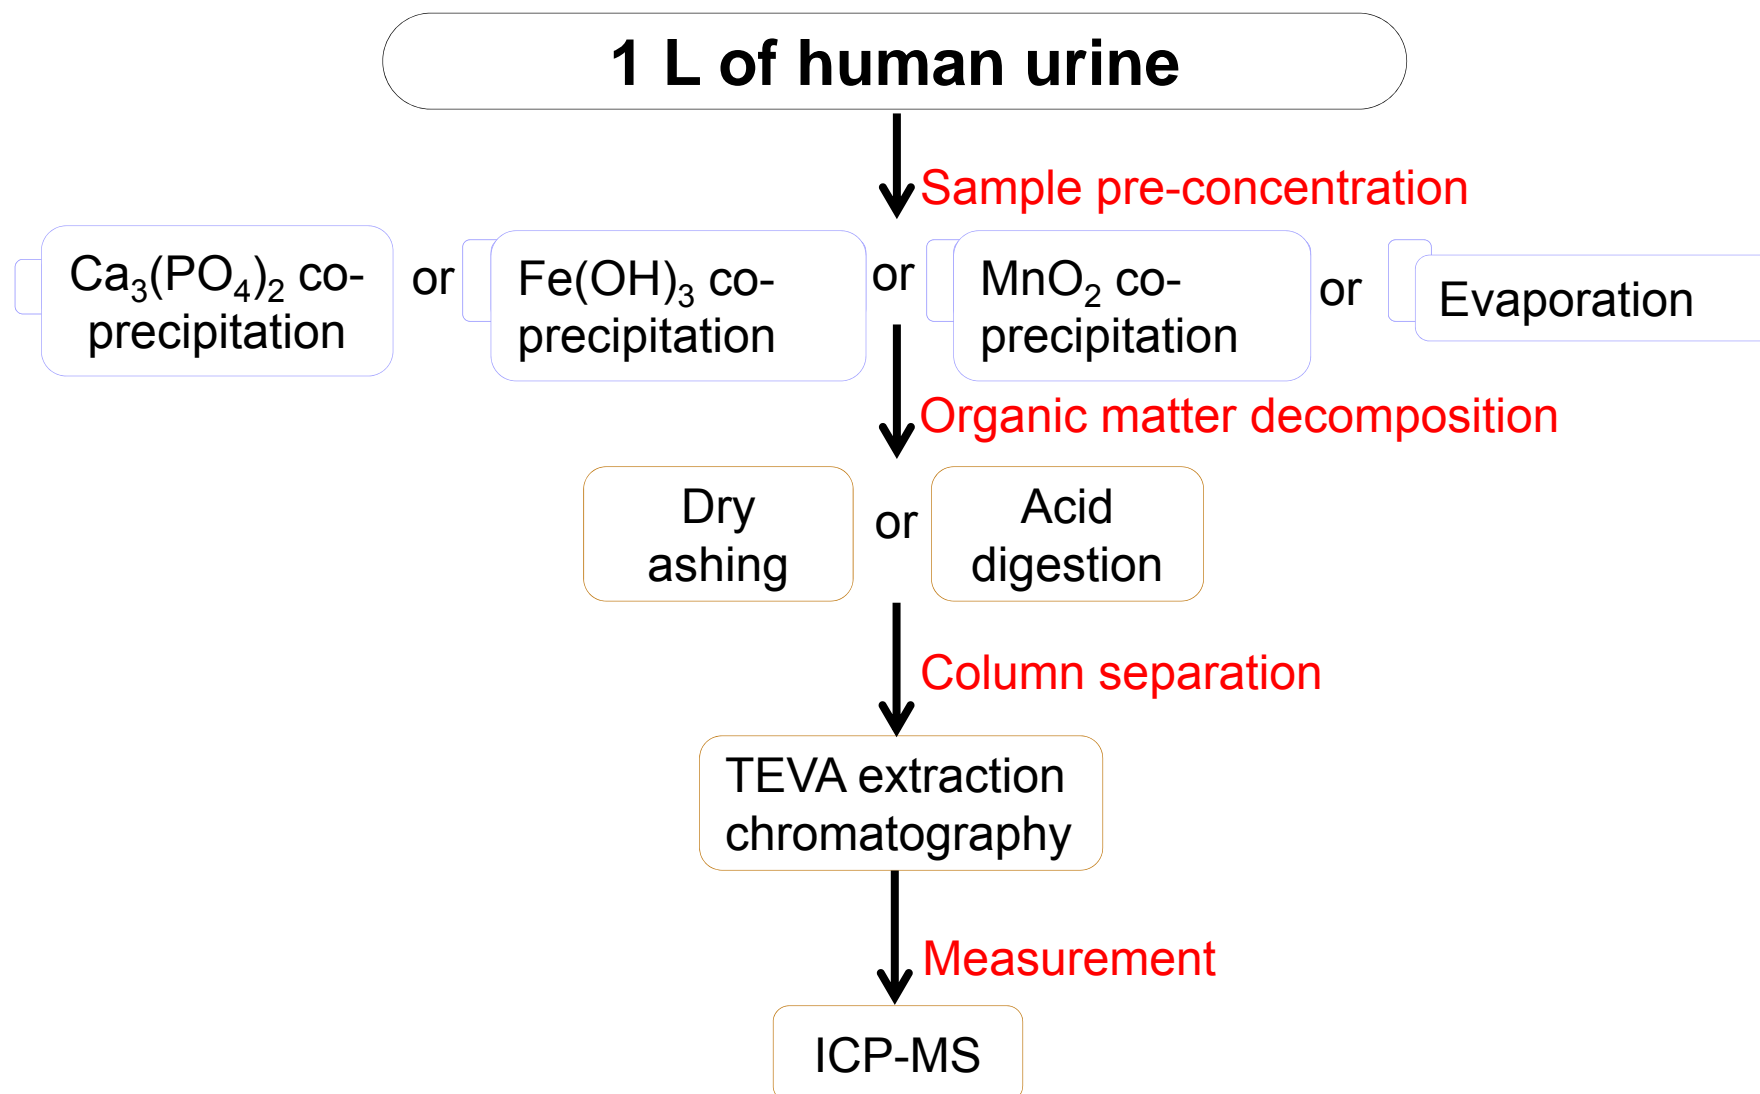 1 L of human urine
Sample pre-concentration
Ca₃(PO₄)₂ co-
precipitation
or
Fe(OH)₃ co-
precipitation
or
MnO₂ co-
precipitation
or
Evaporation
Organic matter decomposition
Dry
ashing
or
Acid
digestion
Column separation
TEVA extraction
chromatography
Measurement
ICP-MS